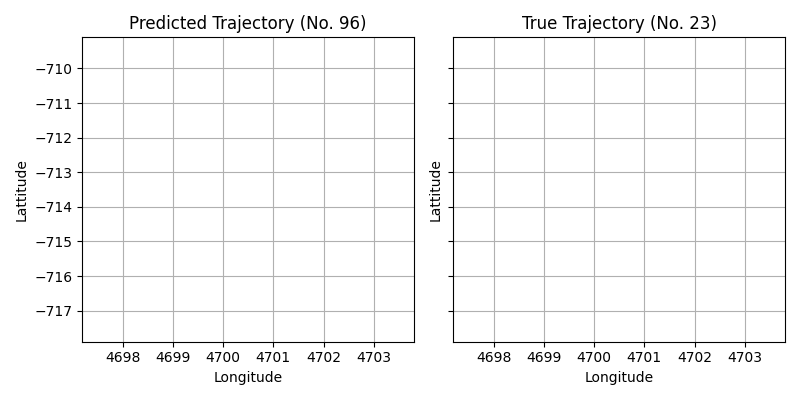 Predicted Trajectory (No. 96)
True Trajectory (No. 23)
Lattitude
−710
−711
−712
−713
−714
−715
−716
−717
4698 4699 4700 4701 4702 4703
Longitude
Lattitude
4698 4699 4700 4701 4702 4703
Longitude